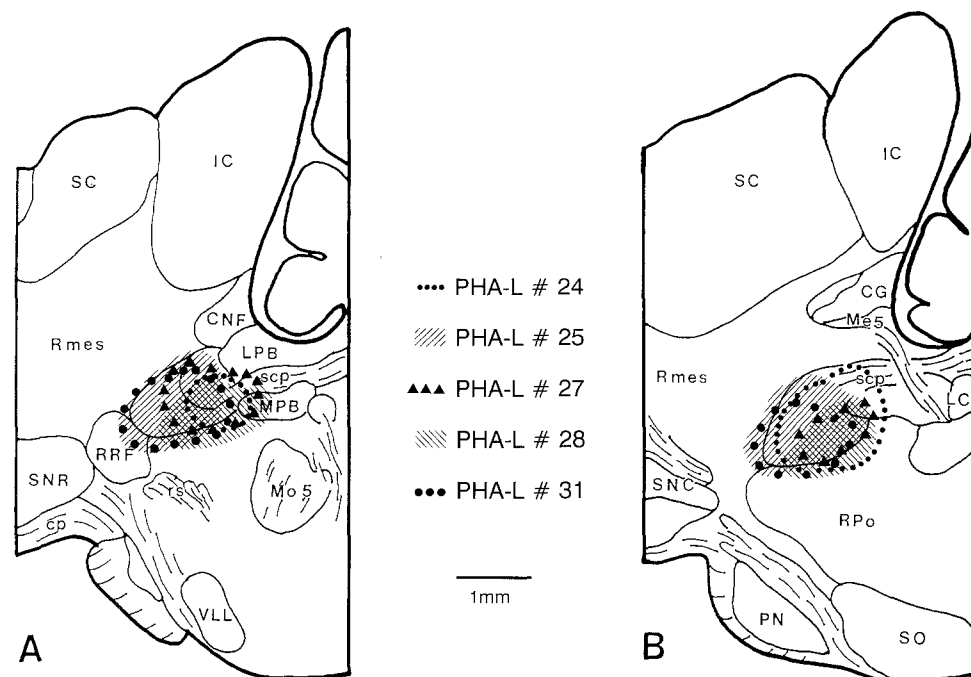 SC
IC
CNF
Rmes
LPB
scp
MPB
RRF
SNR
rs
Mo5
cp
VLL
A
PHA-L # 24
PHA-L # 25
PHA-L # 27
PHA-L # 28
PHA-L # 31
1mm
IC
SC
CG
Me5
Rmes
scp
LC
SNC
RPo
PN
SO
B